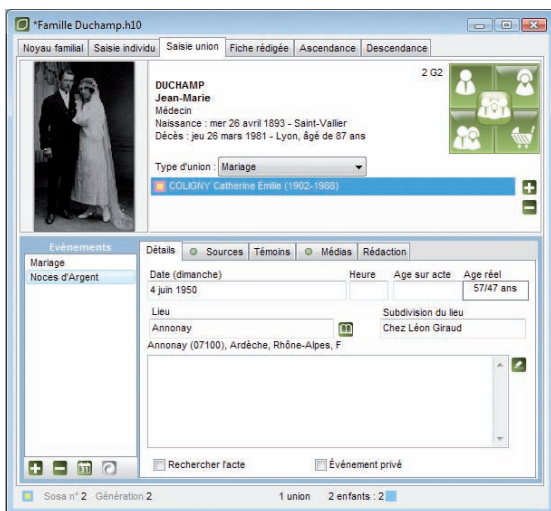 *Famille Duchamp.h10
Noyau familial Saisie individu Saisie union Fiche rédigée Ascendance Descendance
2 G2
DUCHAMP
Jean-Marie
Médecin
Naissance : mer 26 avril 1893 - Saint-Vallier
Décès : jeu 26 mars 1981 - Lyon, âgé de 87 ans
Type d'union : Mariage
COLIGNY Catherine Emilie (1902-1988)
Evénements
Mariage
Noces d'Argent
Détails Sources Témoins Médias Rédaction
Date (dimanche) Heure Age sur acte Age réel
4 juin 1950 57/47 ans
Lieu Subdivision du lieu
Annonay Chez Léon Giraud
Annonay (07100), Ardèche, Rhône-Alpes, F
Rechercher l'acte Événement privé
Sosa n° 2 Génération 2 1 union 2 enfants : 2